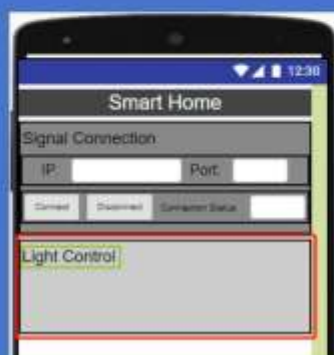 12:30
Smart Home
Signal Connection
IP: Port:
Connect Disconnect Connection Status
Light Control